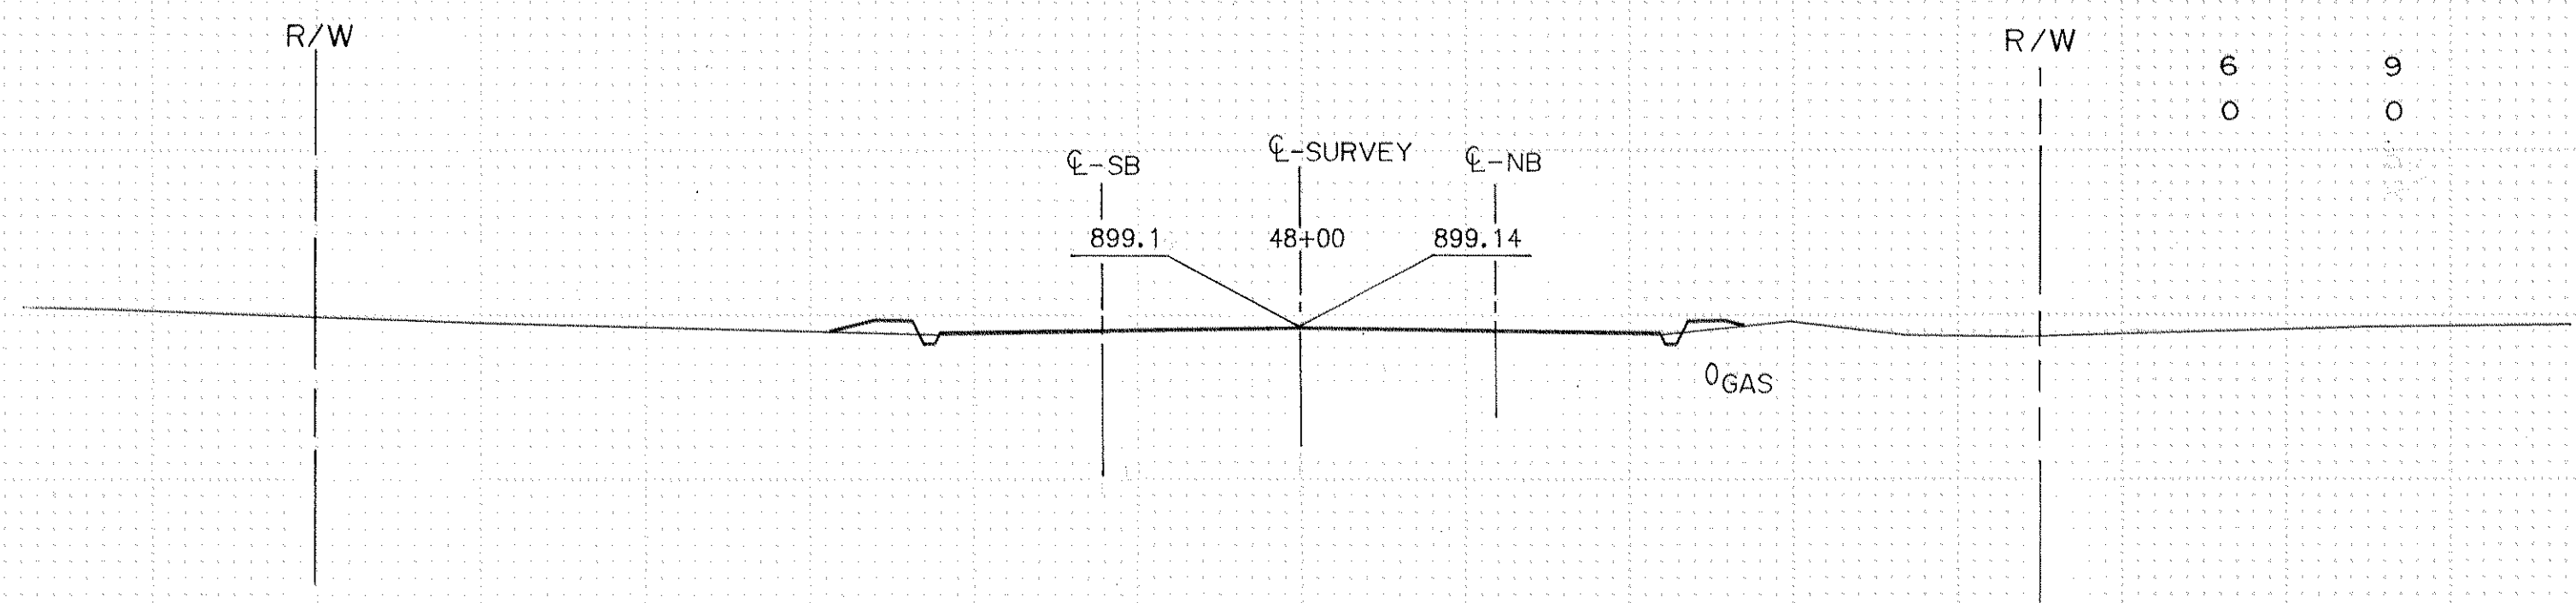 R/W
R/W
6 9
0 0
℄-SB
℄-SURVEY
℄-NB
899.1
48+00
899.14
0GAS